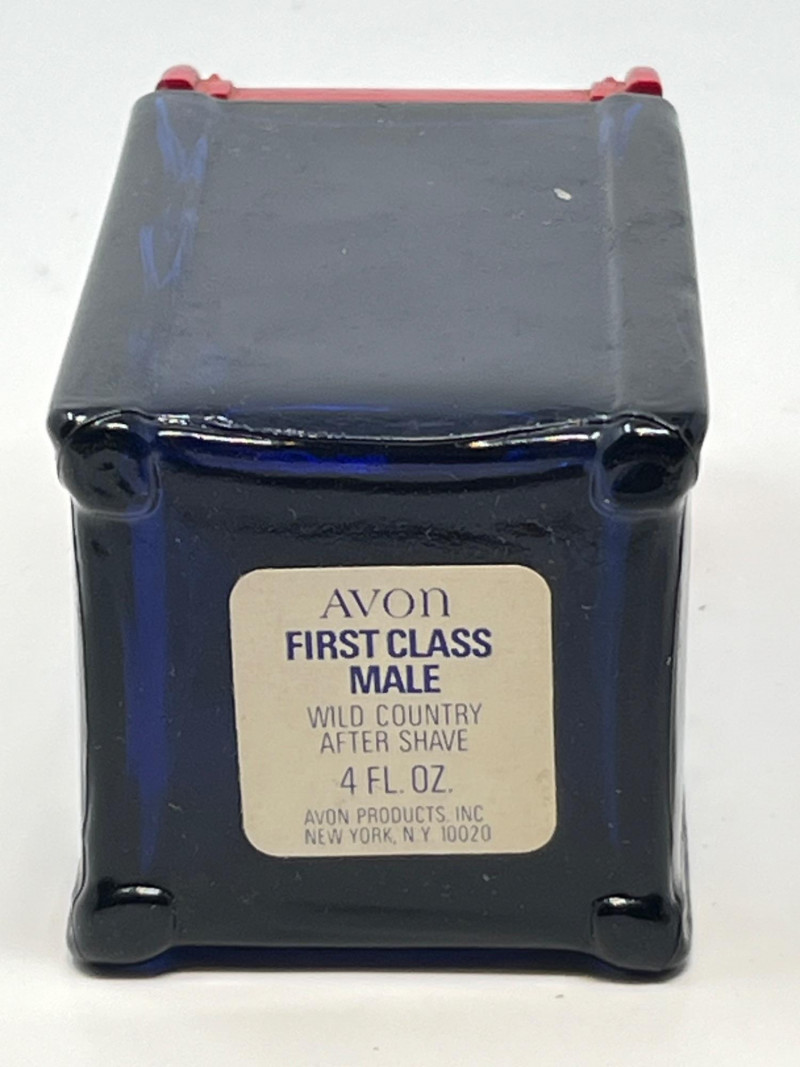 AVON
FIRST CLASS
MALE
WILD COUNTRY
AFTER SHAVE
4 FL. OZ.
AVON PRODUCTS. INC
NEW YORK, N.Y. 10020